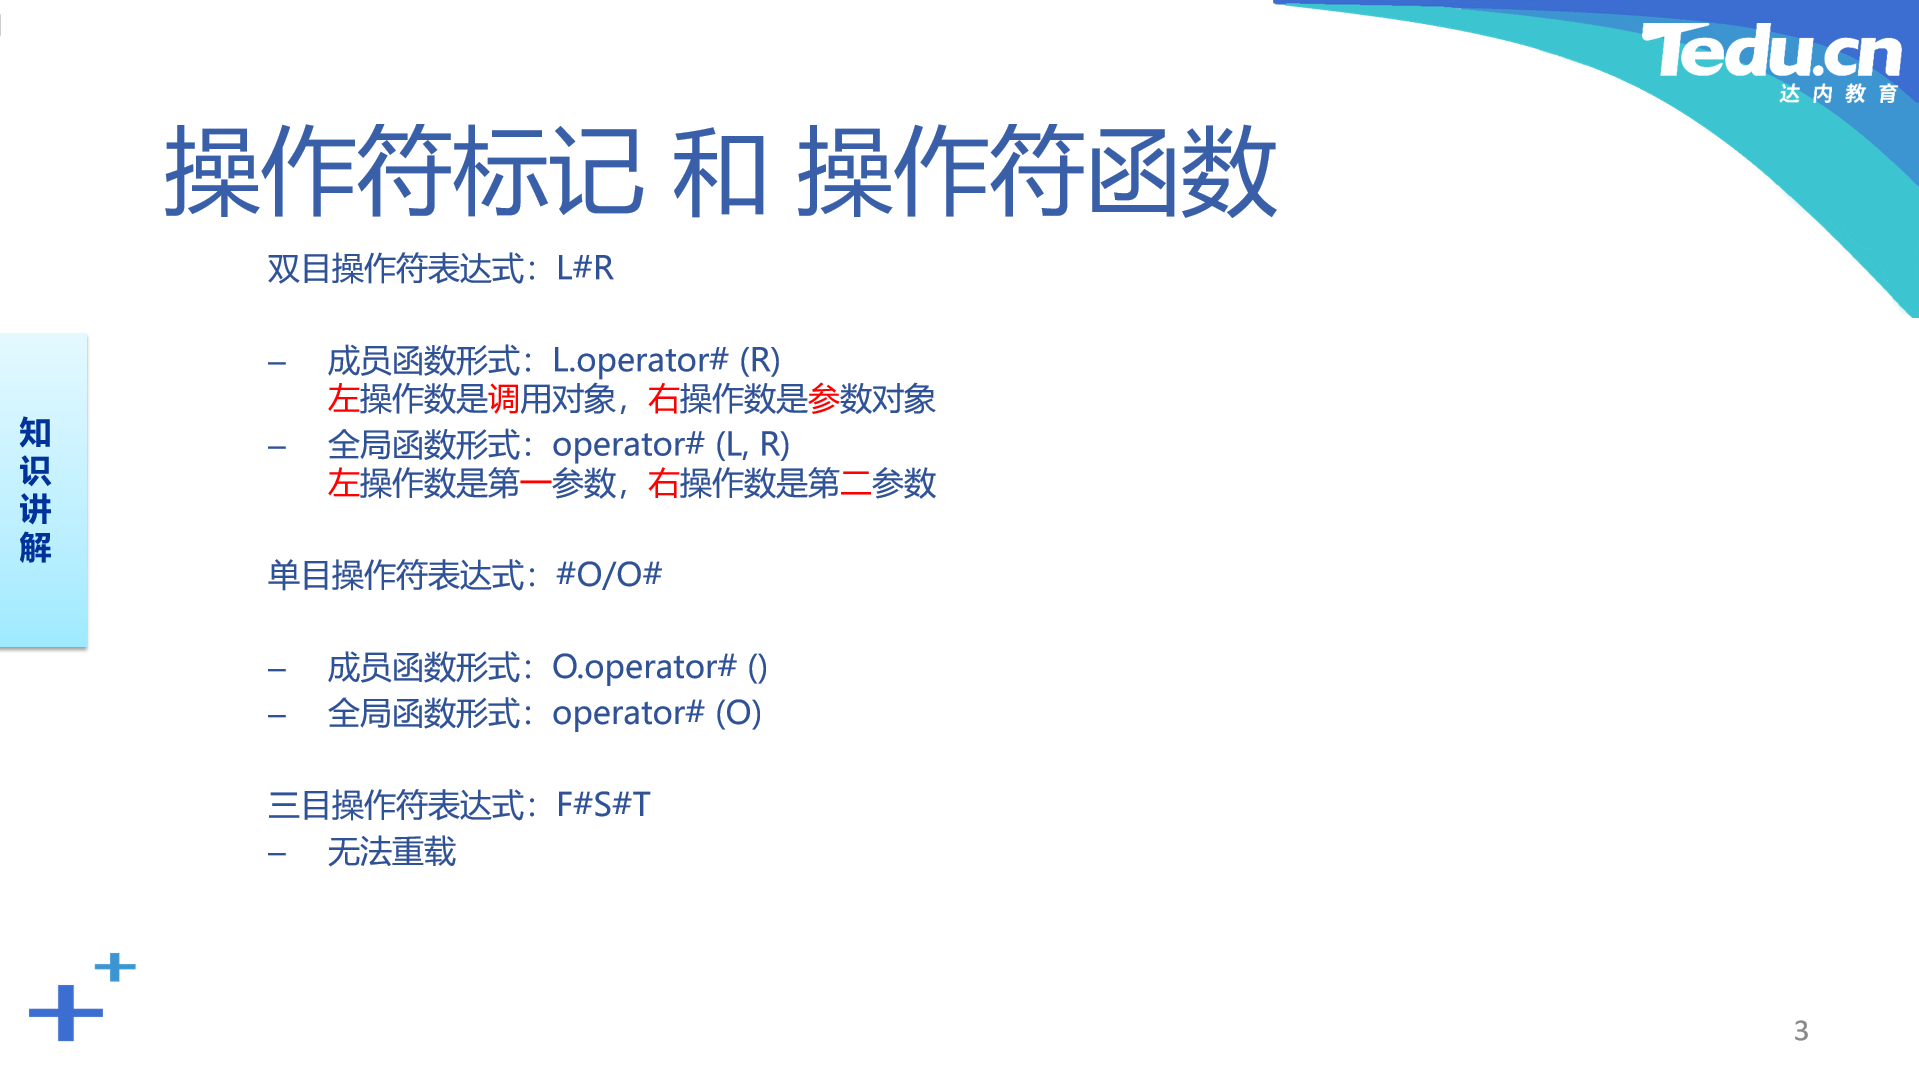 Tedu.cn
达内教育
操作符标记 和 操作符函数
双目操作符表达式：L#R
– 成员函数形式：L.operator# (R)
左操作数是调用对象，右操作数是参数对象
– 全局函数形式：operator# (L, R)
左操作数是第一参数，右操作数是第二参数
单目操作符表达式：#O/O#
– 成员函数形式：O.operator# ()
– 全局函数形式：operator# (O)
三目操作符表达式：F#S#T
– 无法重载
知
识
讲
解
3